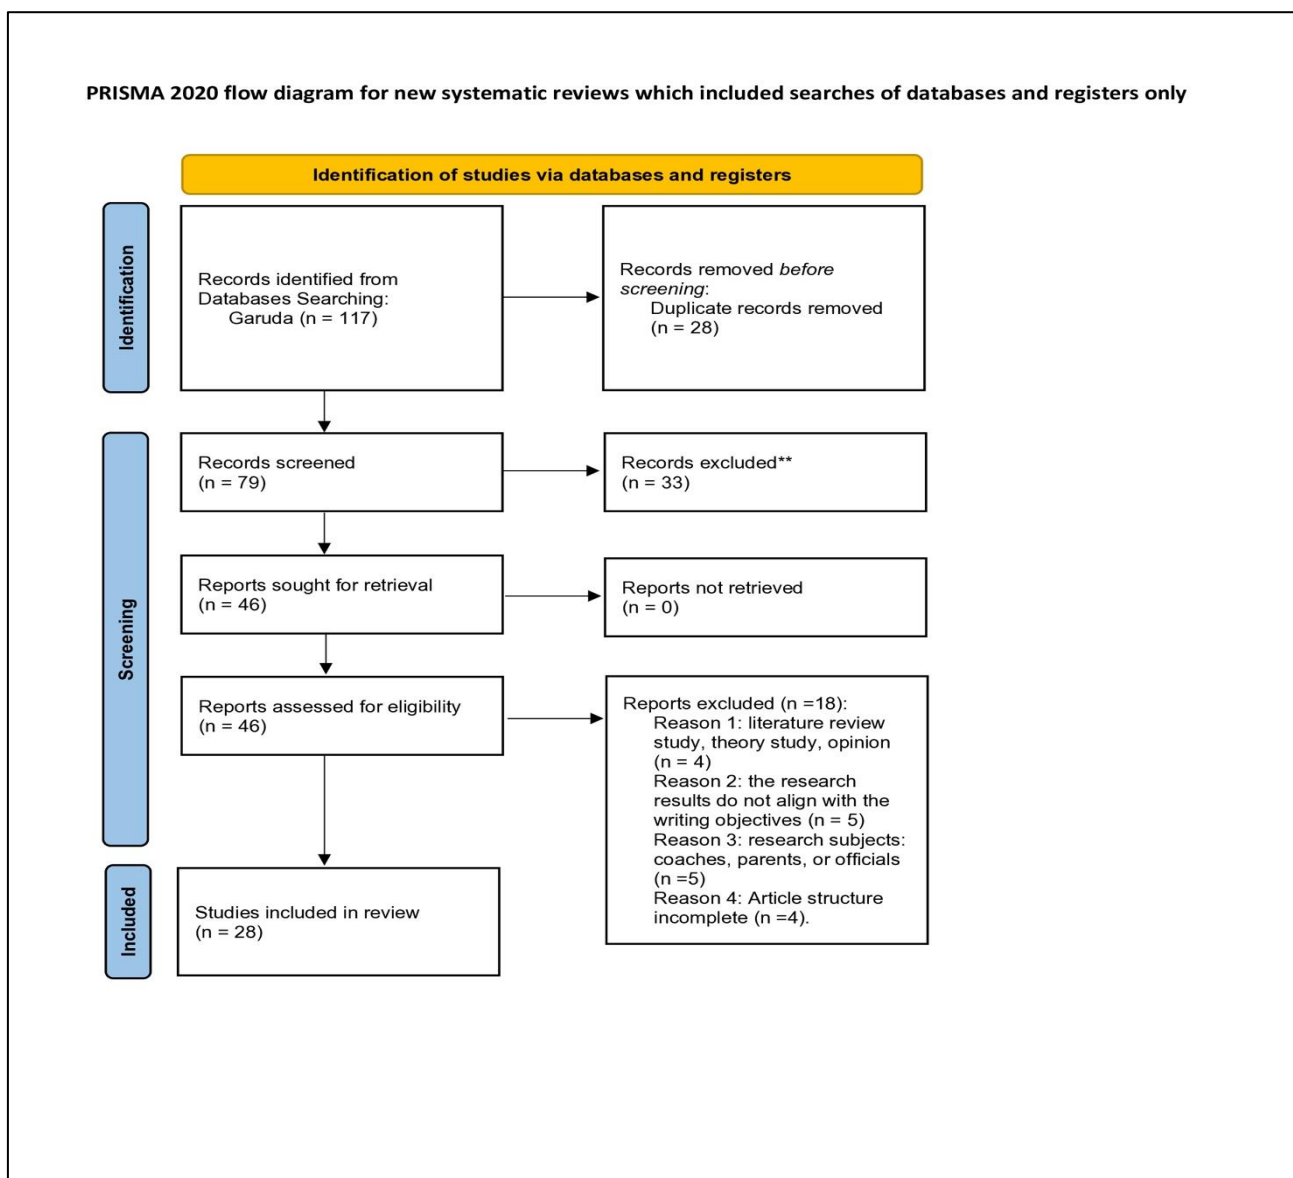 PRISMA 2020 flow diagram for new systematic reviews which included searches of databases and registers only
Identification of studies via databases and registers
Identification
Records identified from
Databases Searching:
Garuda (n = 117)
Records removed before
screening:
Duplicate records removed
(n = 28)
Screening
Records screened
(n = 79)
Records excluded**
(n = 33)
Reports sought for retrieval
(n = 46)
Reports not retrieved
(n = 0)
Reports assessed for eligibility
(n = 46)
Reports excluded (n =18):
Reason 1: literature review
study, theory study, opinion
(n = 4)
Reason 2: the research
results do not align with the
writing objectives (n = 5)
Reason 3: research subjects:
coaches, parents, or officials
(n =5)
Reason 4: Article structure
incomplete (n =4).
Included
Studies included in review
(n = 28)